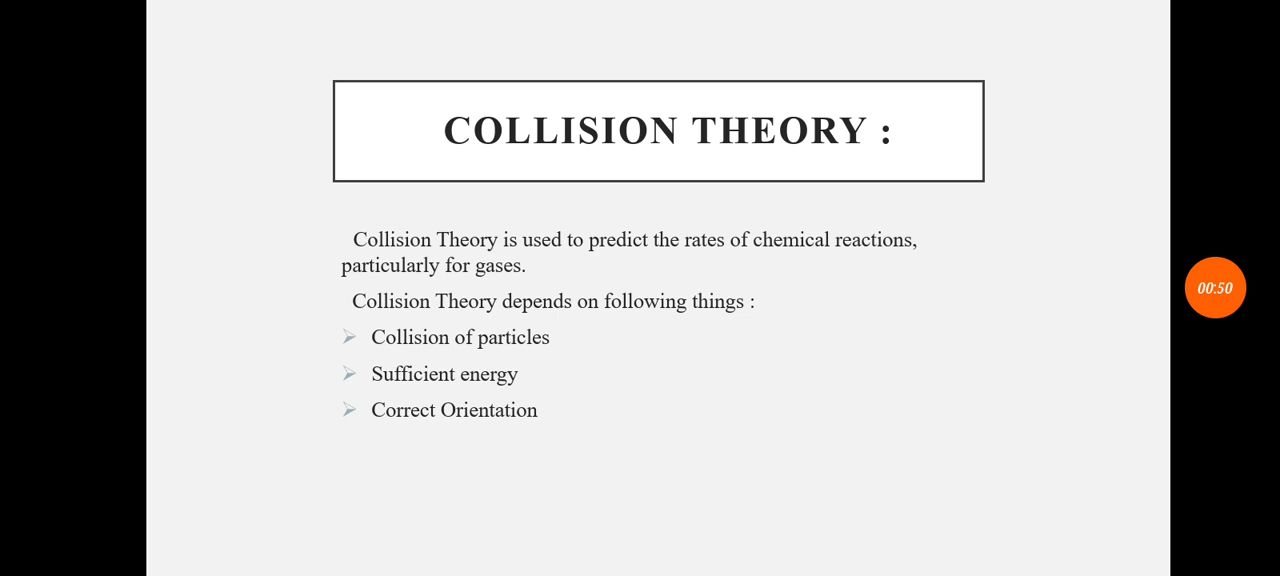 COLLISION THEORY :
Collision Theory is used to predict the rates of chemical reactions,
particularly for gases.
Collision Theory depends on following things :
Collision of particles
Sufficient energy
Correct Orientation
00:50